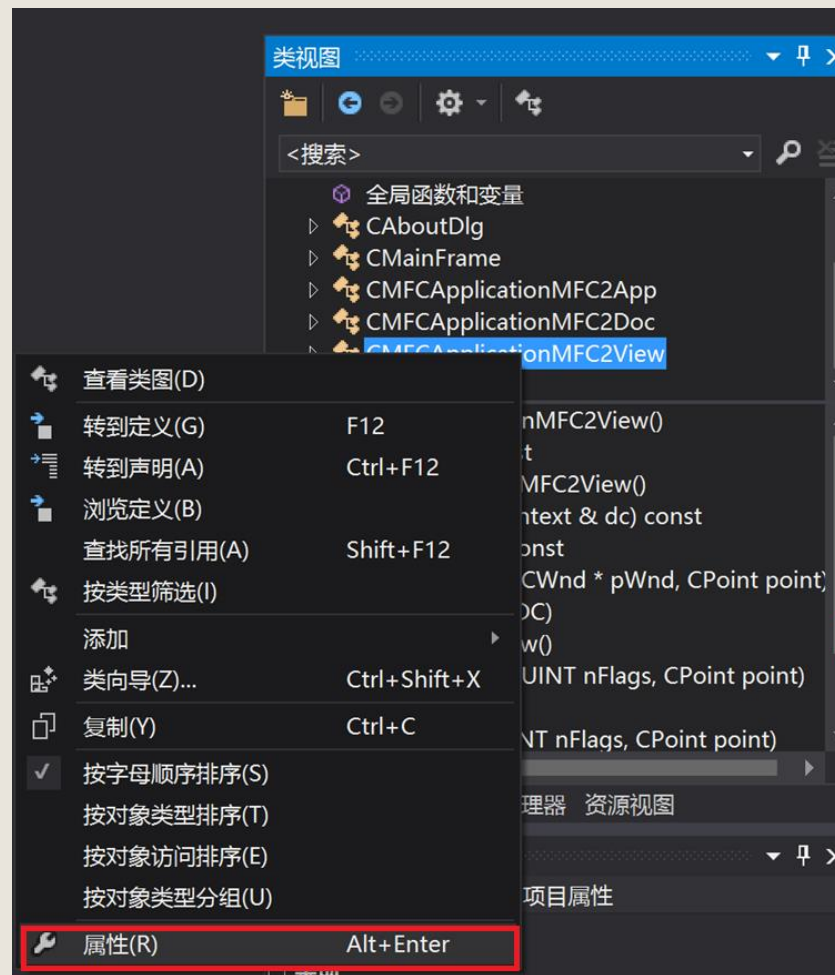 类视图
<搜索>
全局函数和变量
CAboutDlg
CMainFrame
CMFCApplicationMFC2App
CMFCApplicationMFC2Doc
CMFCApplicationMFC2View
查看类图(D)
转到定义(G) F12
nMFC2View()
转到声明(A) Ctrl+F12
MFC2View()
浏览定义(B)
ntext & dc) const
查找所有引用(A) Shift+F12
onst
按类型筛选(I)
CWnd * pWnd, CPoint point)
DC)
添加
w()
类向导(Z)... Ctrl+Shift+X
UINT nFlags, CPoint point)
复制(Y) Ctrl+C
NT nFlags, CPoint point)
按字母顺序排序(S)
按对象类型排序(T)
理器 资源视图
按对象访问排序(E)
按对象类型分组(U)
项目属性
属性(R) Alt+Enter